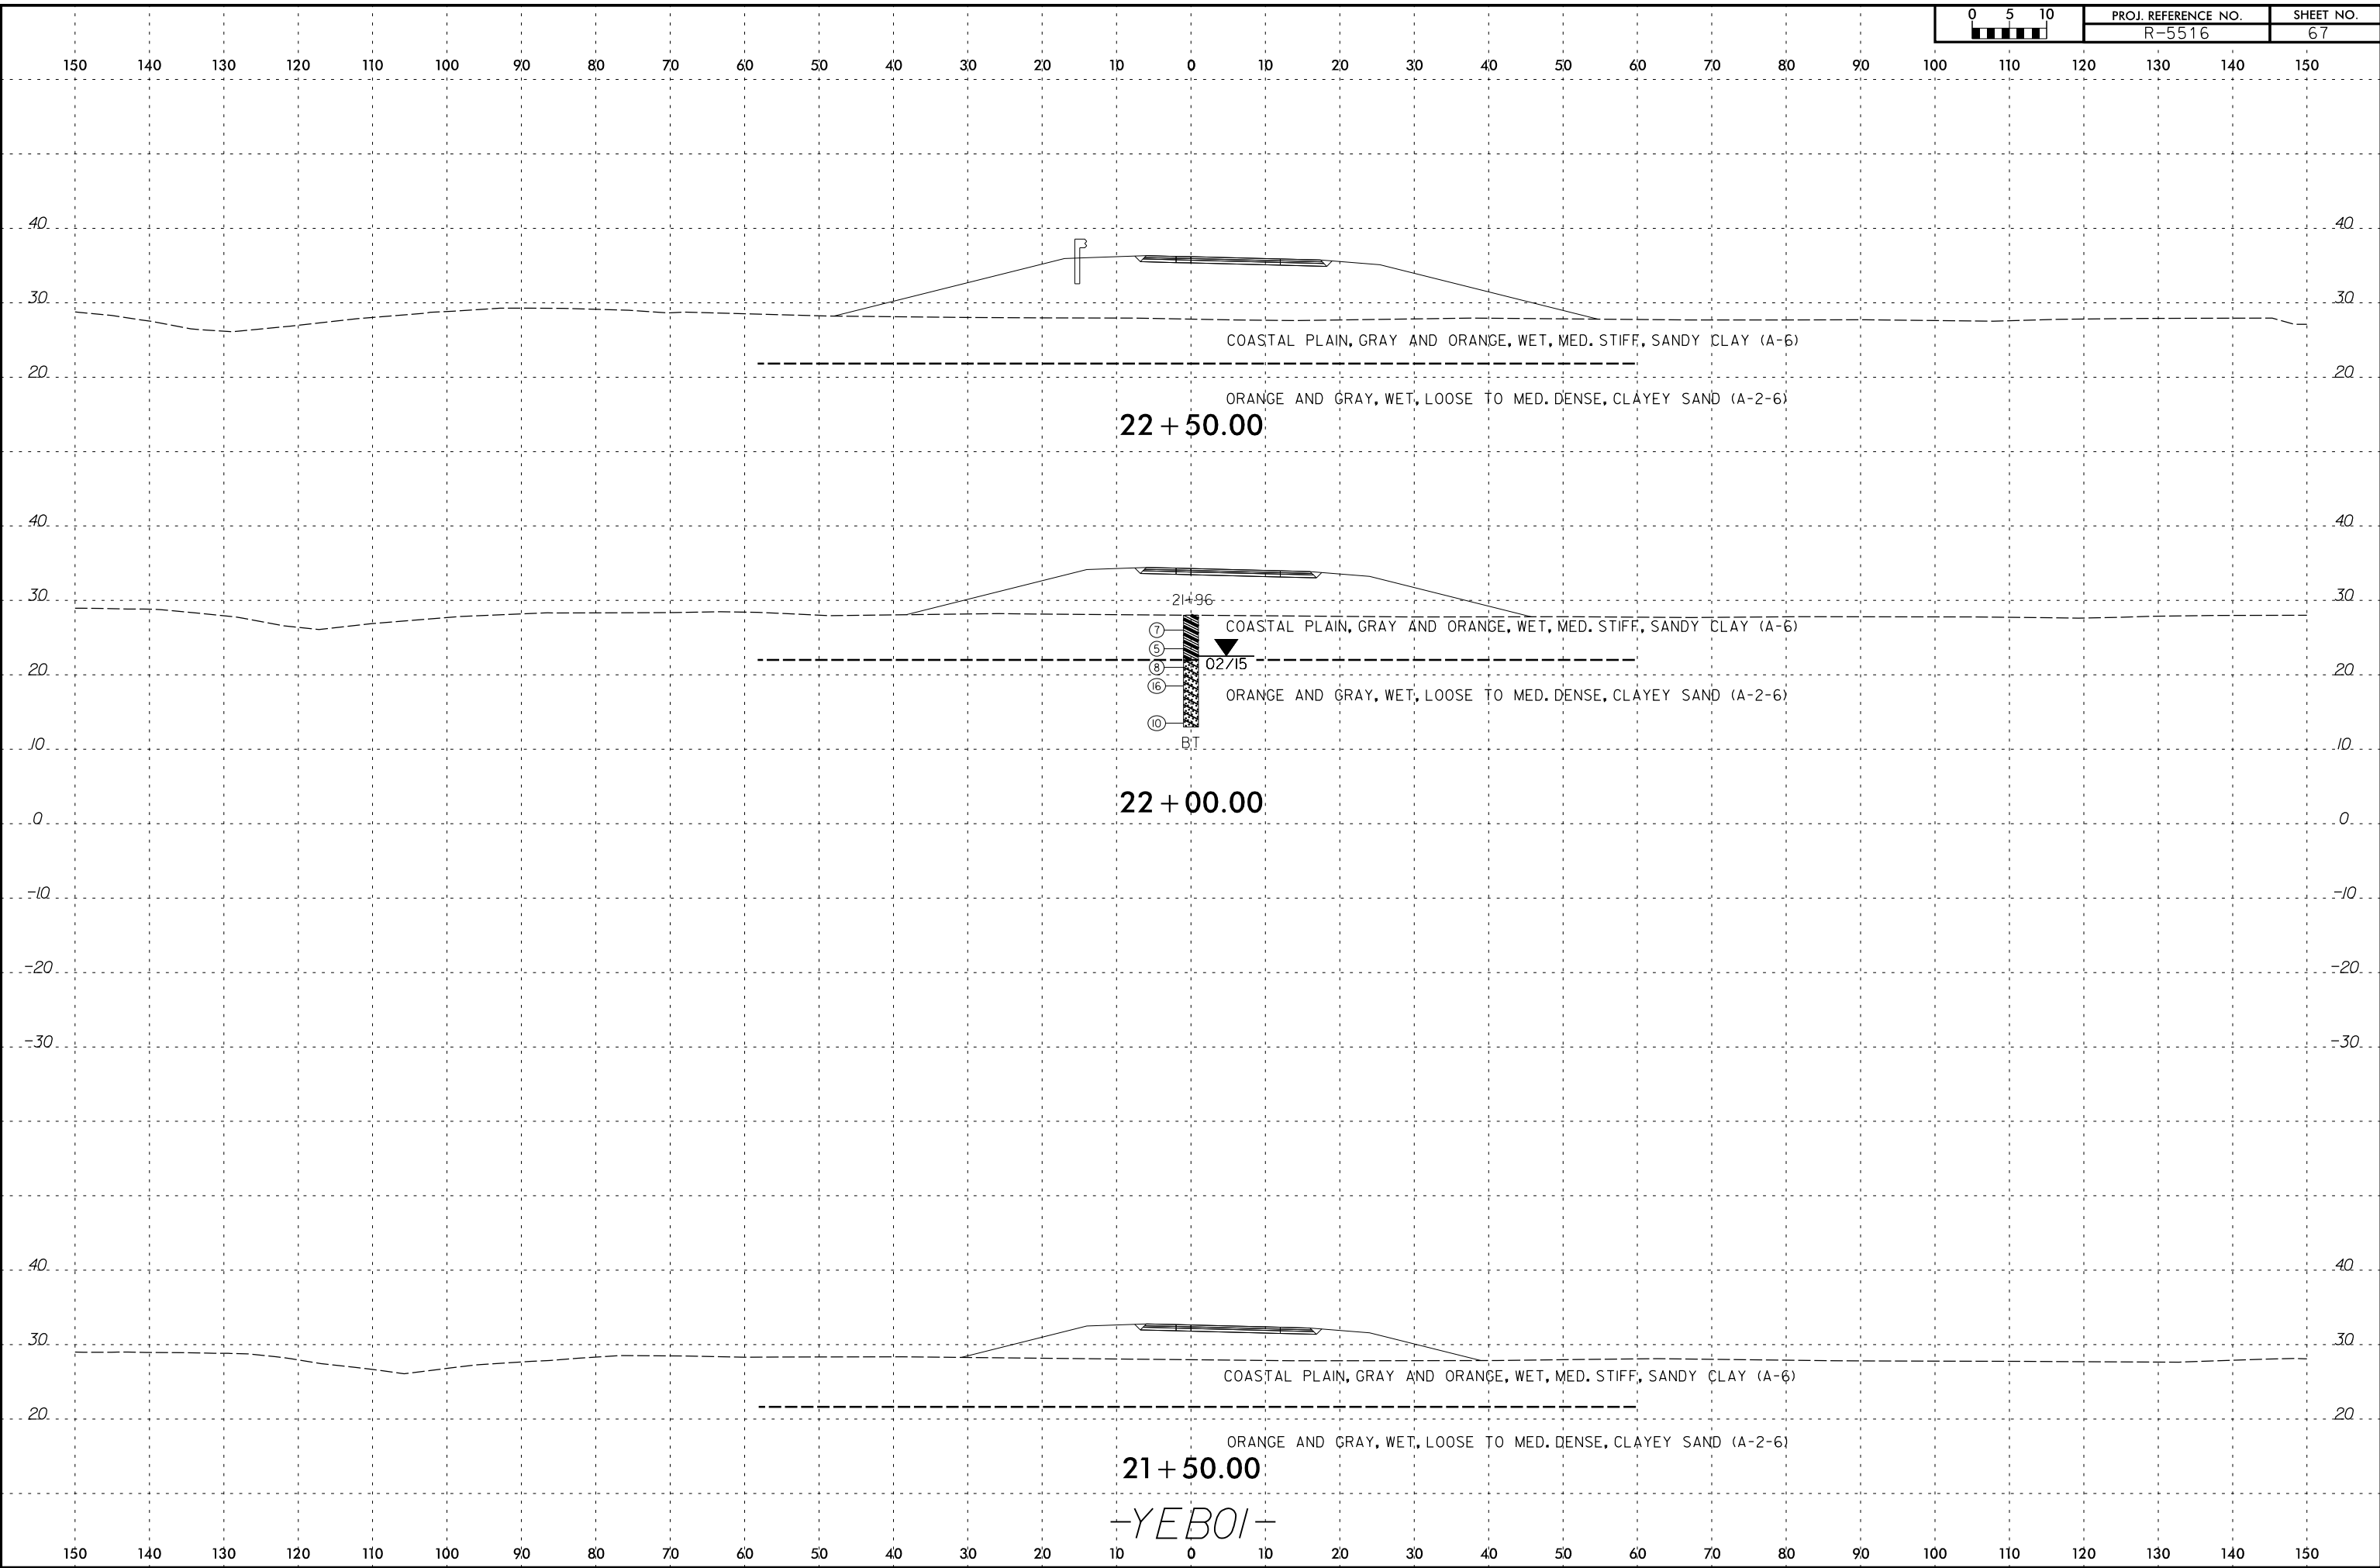 0 5 10 PROJ. REFERENCE NO. SHEET NO.
R-5516 67
150 140 130 120 110 100 90 80 70 60 50 40 30 20 10 0 10 20 30 40 50 60 70 80 90 100 110 120 130 140 150
40 40
30 30
COASTAL PLAIN, GRAY AND ORANGE, WET, MED. STIFF, SANDY CLAY (A-6)
20 20
ORANGE AND GRAY, WET, LOOSE TO MED. DENSE, CLAYEY SAND (A-2-6)
22+50.00
40 40
30 21+96 30
7 COASTAL PLAIN, GRAY AND ORANGE, WET, MED. STIFF, SANDY CLAY (A-6)
5
02/15
20 8 20
16 ORANGE AND GRAY, WET, LOOSE TO MED. DENSE, CLAYEY SAND (A-2-6)
10
10 BT 10
22+00.00
0 0
-10 -10
-20 -20
-30 -30
40 40
30 30
COASTAL PLAIN, GRAY AND ORANGE, WET, MED. STIFF, SANDY CLAY (A-6)
20 20
ORANGE AND GRAY, WET, LOOSE TO MED. DENSE, CLAYEY SAND (A-2-6)
21+50.00
-YEB01-
150 140 130 120 110 100 90 80 70 60 50 40 30 20 10 0 10 20 30 40 50 60 70 80 90 100 110 120 130 140 150